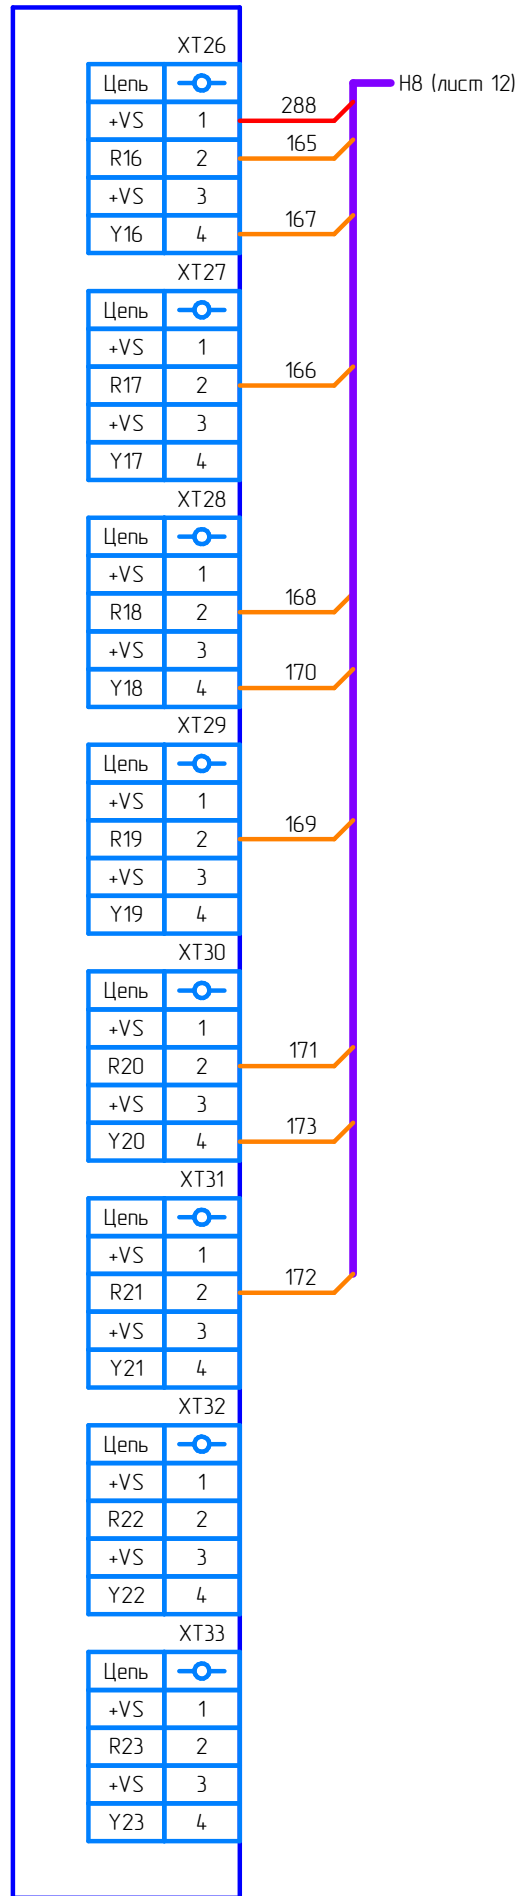 XT26
Цепь
H8 (лист 12)
+VS 1 288
R16 2 165
+VS 3
Y16 4 167
XT27
Цепь
+VS 1
R17 2 166
+VS 3
Y17 4
XT28
Цепь
+VS 1
R18 2 168
+VS 3
Y18 4 170
XT29
Цепь
+VS 1
R19 2 169
+VS 3
Y19 4
XT30
Цепь
+VS 1
R20 2 171
+VS 3
Y20 4 173
XT31
Цепь
+VS 1
R21 2 172
+VS 3
Y21 4
XT32
Цепь
+VS 1
R22 2
+VS 3
Y22 4
XT33
Цепь
+VS 1
R23 2
+VS 3
Y23 4